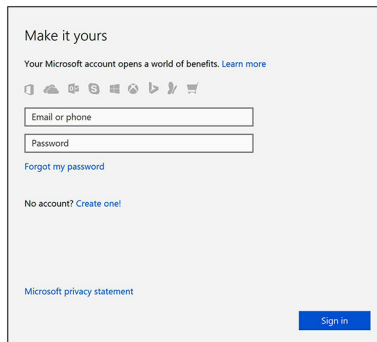 Make it yours
Your Microsoft account opens a world of benefits. Learn more
Email or phone
Password
Forgot my password
No account? Create one!
Microsoft privacy statement
Sign in